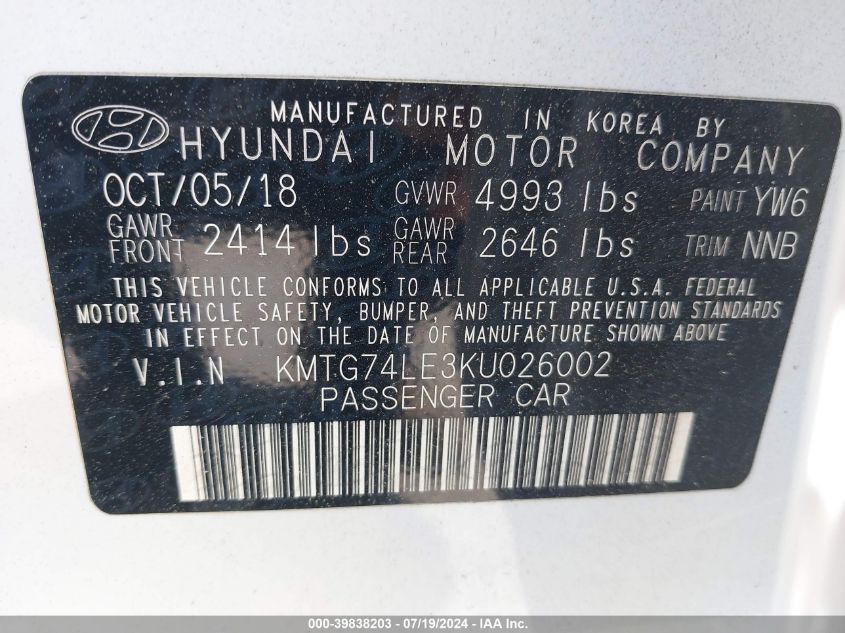 MANUFACTURED IN KOREA BY
HYUNDAI MOTOR COMPANY
OCT/05/18 GVWR 4993 lbs PAINT YW6
GAWR FRONT 2414 lbs GAWR REAR 2646 lbs TRIM NNB
THIS VEHICLE CONFORMS TO ALL APPLICABLE U.S.A. FEDERAL
MOTOR VEHICLE SAFETY, BUMPER, AND THEFT PREVENTION STANDARDS
IN EFFECT ON THE DATE OF MANUFACTURE SHOWN ABOVE
V.I.N KMTG74LE3KU026002
PASSENGER CAR
000-39838203 - 07/19/2024 - IAAI.COM